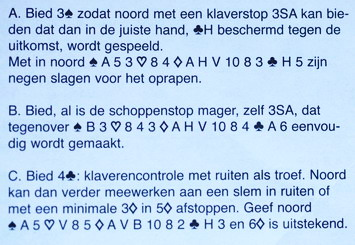 A. Bied 3♠ zodat noord met een klaverstop 3SA kan bie-
den dat dan in de juiste hand, ♣H beschermd tegen de
uitkomst, wordt gespeeld.
Met in noord ♠ A 5 3 ♡ 8 4 ◇ A H V 10 8 3 ♣ H 5 zijn
negen slagen voor het oprapen.
B. Bied, al is de schoppenstop mager, zelf 3SA, dat
tegenover ♠ B 3 ♡ 8 4 3 ◇ A H V 10 8 4 ♣ A 6 eenvou-
dig wordt gemaakt.
C. Bied 4♣: klaverencontrole met ruiten als troef. Noord
kan dan verder meewerken aan een slem in ruiten of
met een minimale 3◇ in 5◇ afstoppen. Geef noord
♠ A 5 ♡ V 8 5 ◇ A V B 10 8 2 ♣ H 3 en 6◇ is uitstekend.